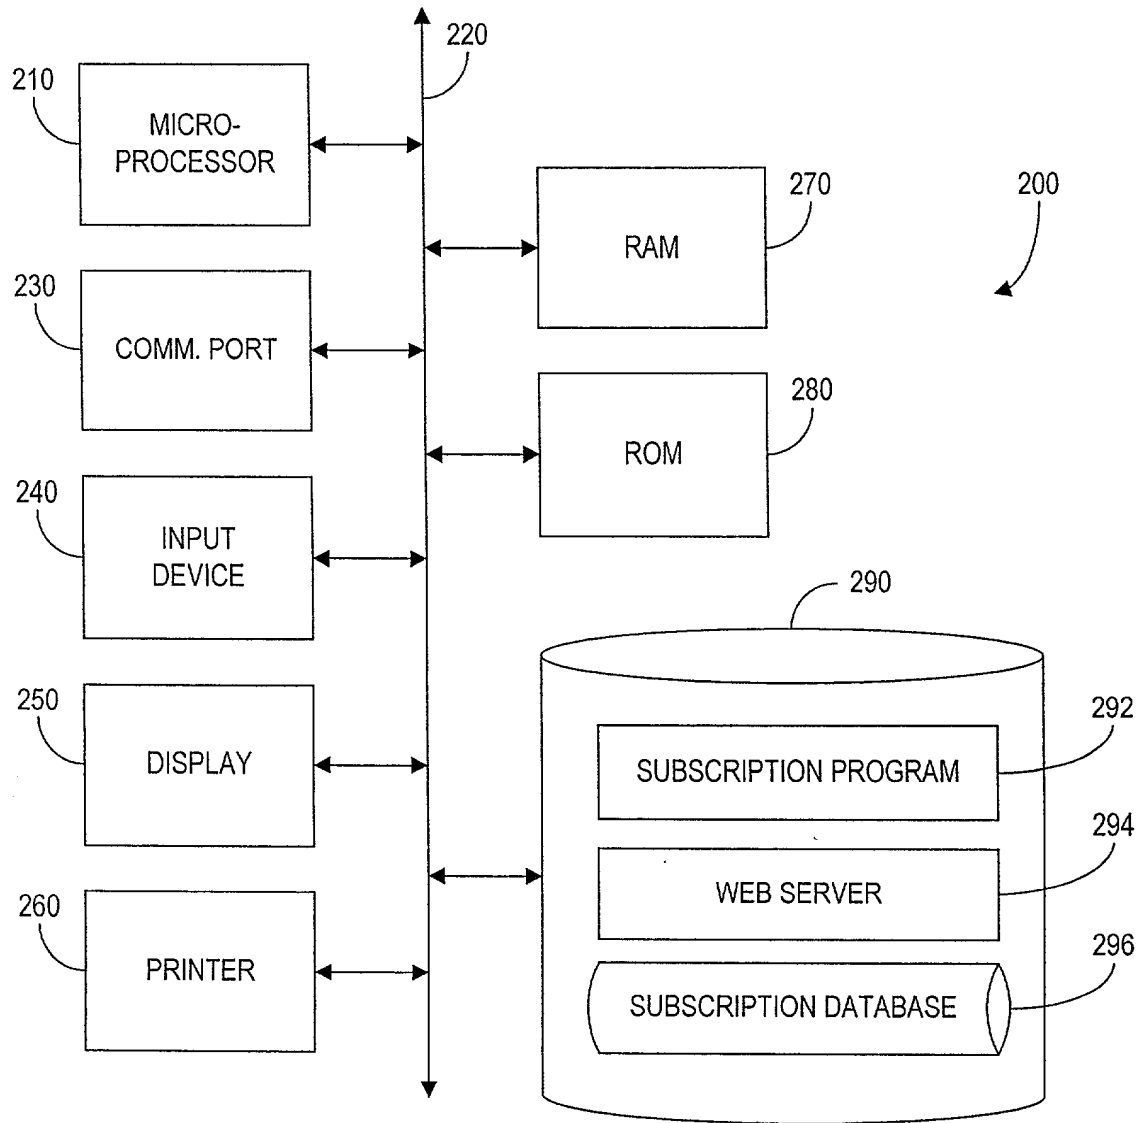 220
210
MICRO-
PROCESSOR
270
200
RAM
230
COMM. PORT
280
ROM
240
INPUT
DEVICE
290
250
DISPLAY
292
SUBSCRIPTION PROGRAM
294
WEB SERVER
260
PRINTER
296
SUBSCRIPTION DATABASE